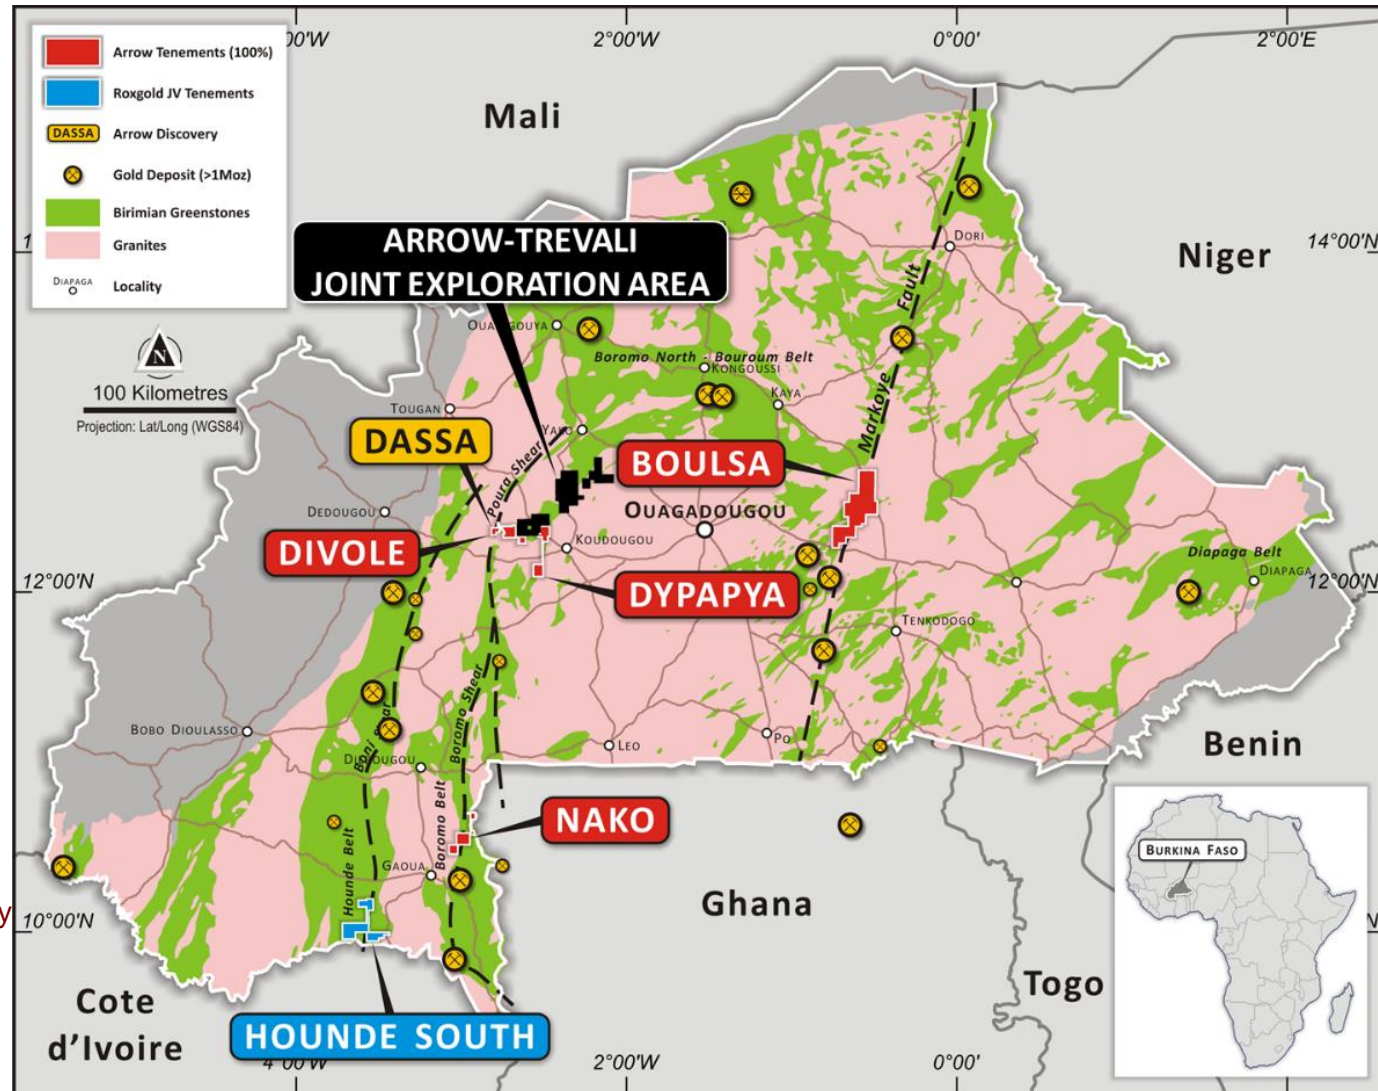 Arrow Tenements (100%)
Roxgold JV Tenements
DASSA Arrow Discovery
Gold Deposit (>1Moz)
Birimian Greenstones
Granites
DIAPAGA Locality
00'W
2°00'W
0°00'
2°00'E
Mali
ARROW-TREVALI
JOINT EXPLORATION AREA
DORI
14°00'N
Niger
Markoye Fault
N
100 Kilometres
Projection: Lat/Long (WGS84)
Boromo North - Bouroum Belt
KONGOUSSI
KAYA
TOUGAN
YAKO
DASSA
Poura Shear
BOULSA
DEDOUGOU
OUAGADOUGOU
DIVOLE
KOUDOUGOU
Diapaga Belt
DIAPAGA
12°00'N
12°00'N
DYPAPYA
TENKODOGO
Boromo Shear
BOBO DIOULASSO
LEO
PO
Benin
NAKO
Hounde Belt
Boromo Belt
GAOUA
BURKINA FASO
y
10°00'N
Ghana
Togo
Cote
d'Ivoire
HOUNDE SOUTH
4°00'W
2°00'W
0°00'